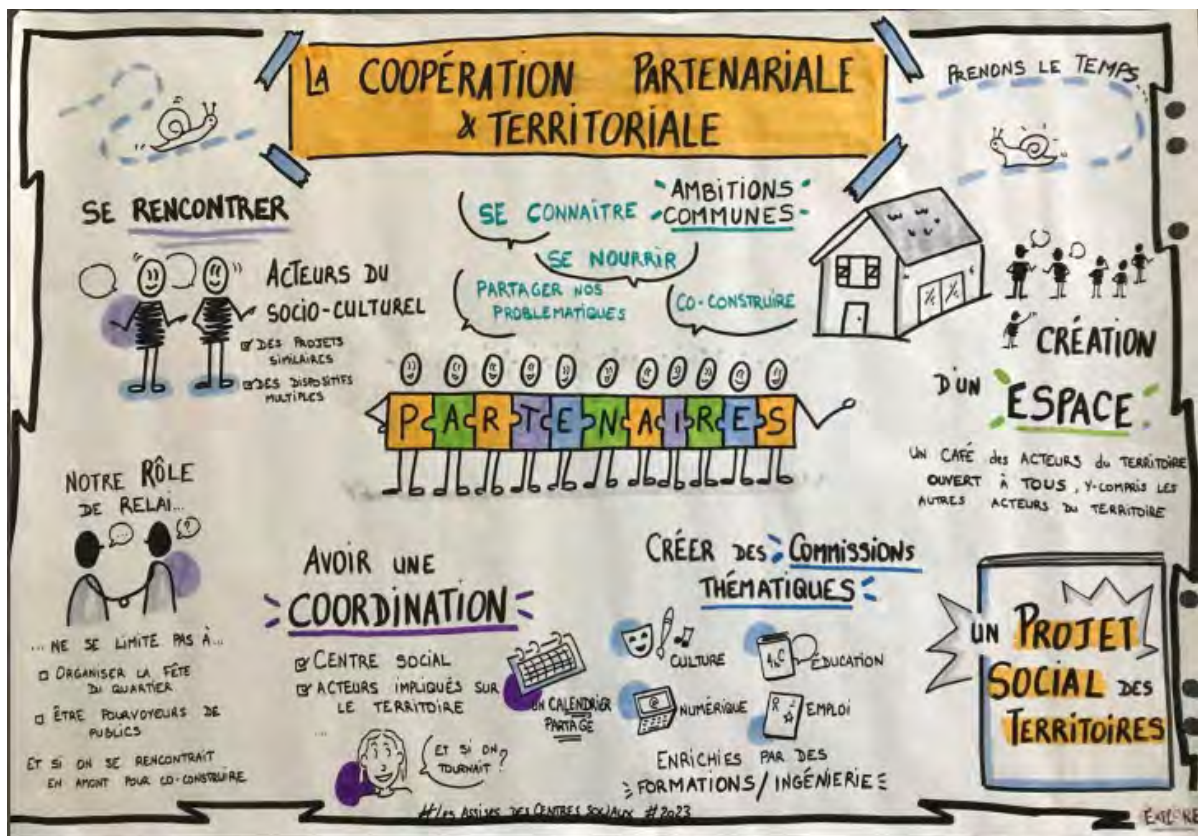 LA COOPÉRATION PARTENARIALE
& TERRITORIALE
PRENONS LE TEMPS...
SE RENCONTRER
ACTEURS DU
SOCIO-CULTUREL
DES PROJETS
SIMILAIRES
DES DISPOSITIFS
MULTIPLES
SE CONNAÎTRE
AMBITIONS
COMMUNES
SE NOURRIR
PARTAGER NOS
PROBLÉMATIQUES
CO-CONSTRUIRE
PARTENAIRES
CRÉATION
D'UN ESPACE
UN CAFÉ des ACTEURS du TERRITOIRE
OUVERT À TOUS, Y-COMPRIS LES
AUTRES ACTEURS DU TERRITOIRE
NOTRE RÔLE
DE RELAI...
...
?
... NE SE LIMITE PAS À...
ORGANISER LA FÊTE
DU QUARTIER
ÊTRE POURVOYEURS DE
PUBLICS
ET SI ON SE RENCONTRAIT
EN AMONT POUR CO-CONSTRUIRE
AVOIR UNE
COORDINATION
CENTRE SOCIAL
ACTEURS IMPLIQUÉS SUR
LE TERRITOIRE
...
UN CALENDRIER
PARTAGÉ
ET SI ON
TOURNAIT?
CRÉER DES COMMISSIONS
THÉMATIQUES
CULTURE
ÉDUCATION
NUMÉRIQUE
EMPLOI
ENRICHIES PAR DES
FORMATIONS/INGÉNIERIE
UN PROJET
SOCIAL DES
TERRITOIRES
#Les ASSISES DES CENTRES SOCIAUX #2023